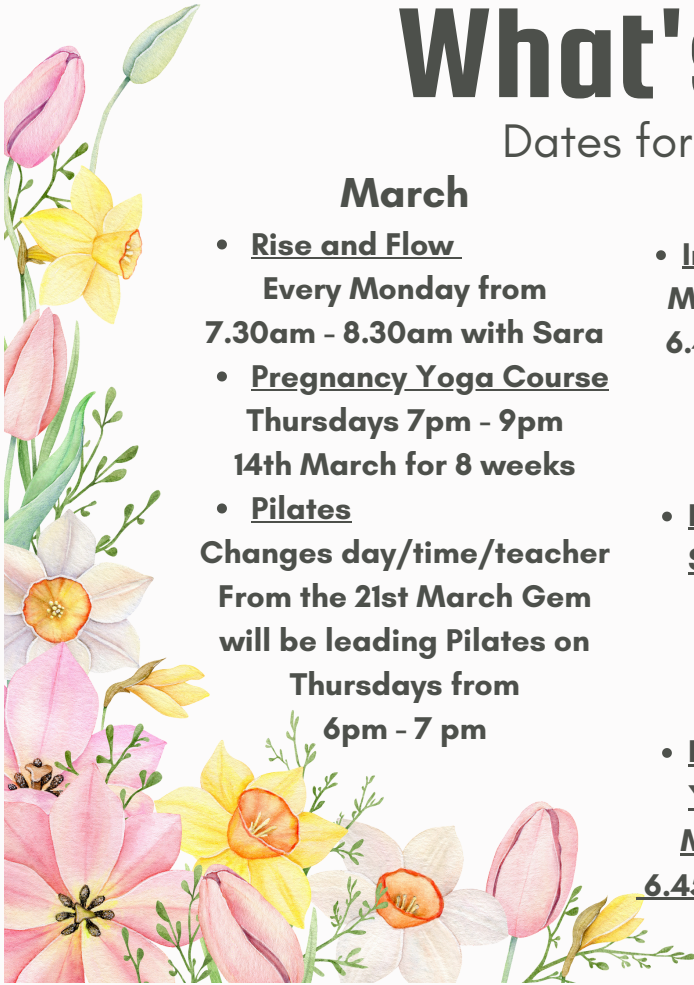 What's
Dates for
March
• Rise and Flow
Every Monday from
7.30am - 8.30am with Sara
• Pregnancy Yoga Course
Thursdays 7pm - 9pm
14th March for 8 weeks
• Pilates
Changes day/time/teacher
From the 21st March Gem
will be leading Pilates on
Thursdays from
6pm - 7 pm